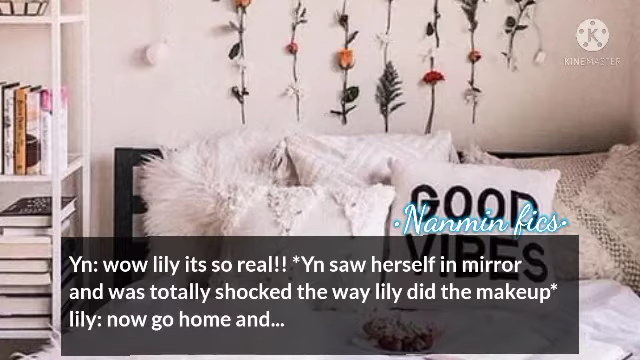 KINEMASTER
GOOD
VIBES
·Nanmin fics·
Yn: wow lily its so real!! *Yn saw herself in mirror
and was totally shocked the way lily did the makeup*
lily: now go home and...